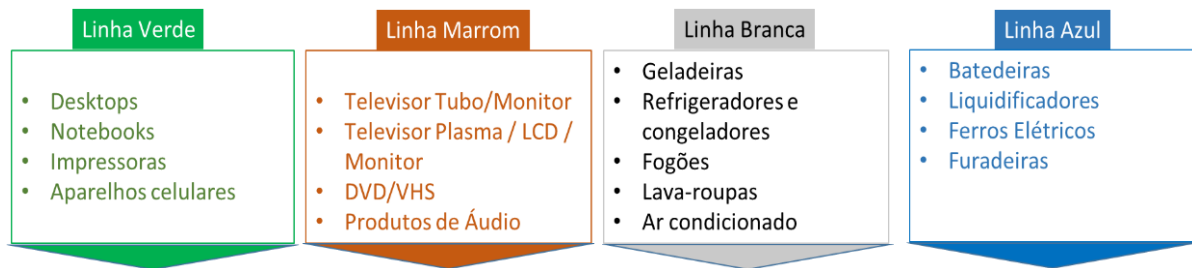 Linha Verde
• Desktops
• Notebooks
• Impressoras
• Aparelhos celulares
Linha Marrom
• Televisor Tubo/Monitor
• Televisor Plasma / LCD /
Monitor
• DVD/VHS
• Produtos de Áudio
Linha Branca
• Geladeiras
• Refrigeradores e
congeladores
• Fogões
• Lava-roupas
• Ar condicionado
Linha Azul
• Batedeiras
• Liquidificadores
• Ferros Elétricos
• Furadeiras